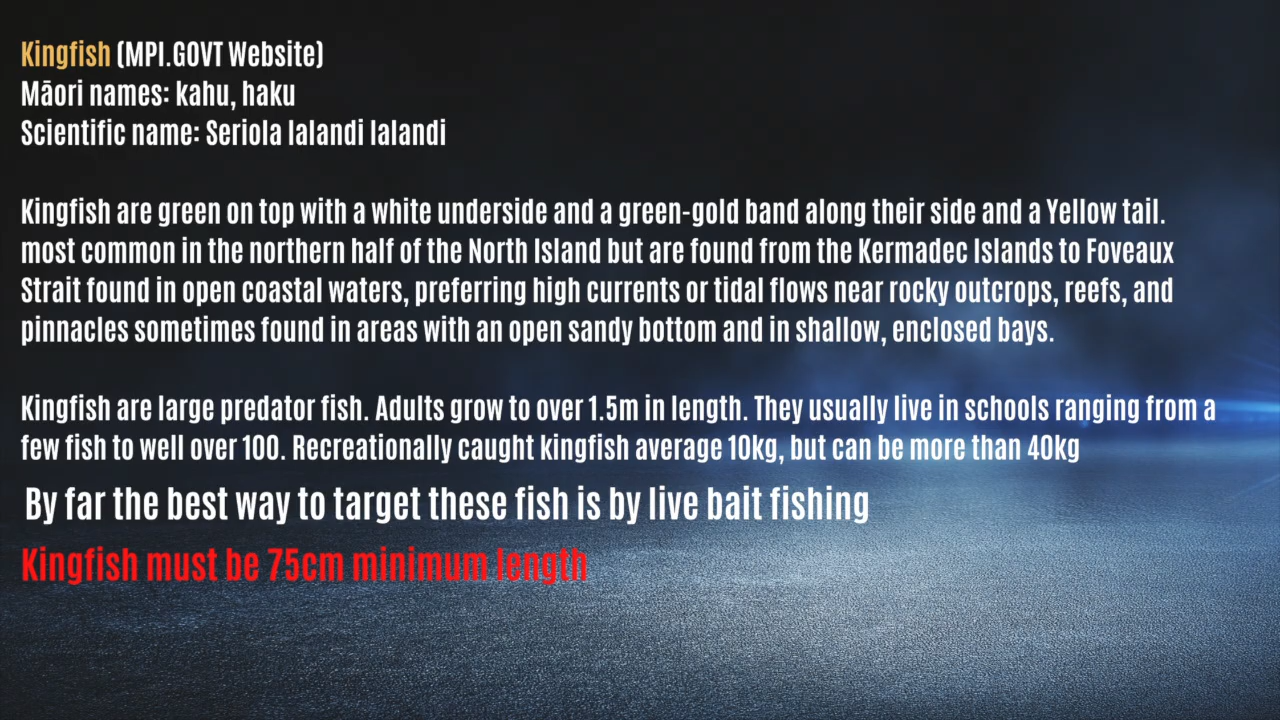 Kingfish (MPI.GOVT Website)
Māori names: kahu, haku
Scientific name: Seriola lalandi lalandi
Kingfish are green on top with a white underside and a green-gold band along their side and a Yellow tail.
most common in the northern half of the North Island but are found from the Kermadec Islands to Foveaux
Strait found in open coastal waters, preferring high currents or tidal flows near rocky outcrops, reefs, and
pinnacles sometimes found in areas with an open sandy bottom and in shallow, enclosed bays.
Kingfish are large predator fish. Adults grow to over 1.5m in length. They usually live in schools ranging from a
few fish to well over 100. Recreationally caught kingfish average 10kg, but can be more than 40kg
By far the best way to target these fish is by live bait fishing
Kingfish must be 75cm minimum length